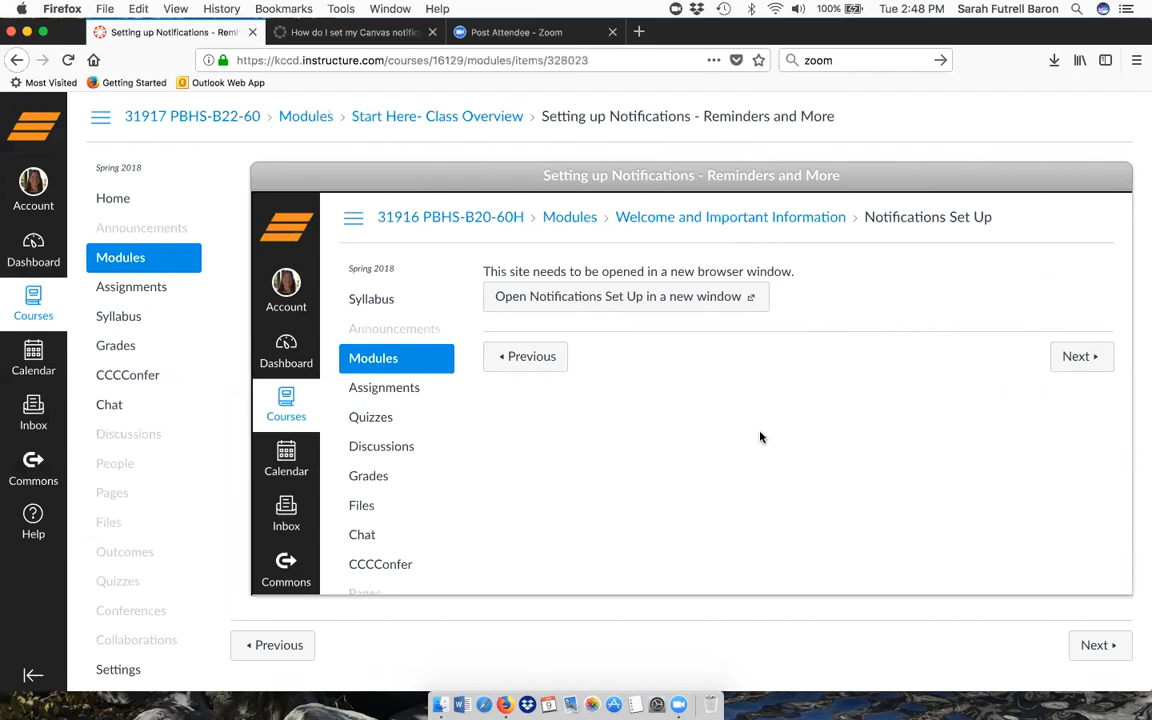 Firefox File Edit View History Bookmarks Tools Window Help 100% Tue 2:48 PM Sarah Futrell Baron
Setting up Notifications - Remi
How do I set my Canvas notific
Post Attendee - Zoom
https://kccd.instructure.com/courses/16129/modules/items/328023
zoom
Most Visited Getting Started Outlook Web App
31917 PBHS-B22-60 › Modules › Start Here- Class Overview › Setting up Notifications - Reminders and More
Account
Dashboard
Courses
Calendar
Inbox
Commons
Help
Spring 2018
Home
Announcements
Modules
Assignments
Syllabus
Grades
CCCConfer
Chat
Discussions
People
Pages
Files
Outcomes
Quizzes
Conferences
Collaborations
Settings
Setting up Notifications - Reminders and More
31916 PBHS-B20-60H › Modules › Welcome and Important Information › Notifications Set Up
Account
Dashboard
Courses
Calendar
Inbox
Commons
Spring 2018
Syllabus
Announcements
Modules
Assignments
Quizzes
Discussions
Grades
Files
Chat
CCCConfer
Pages
This site needs to be opened in a new browser window.
Open Notifications Set Up in a new window
Previous
Next
Previous
Next